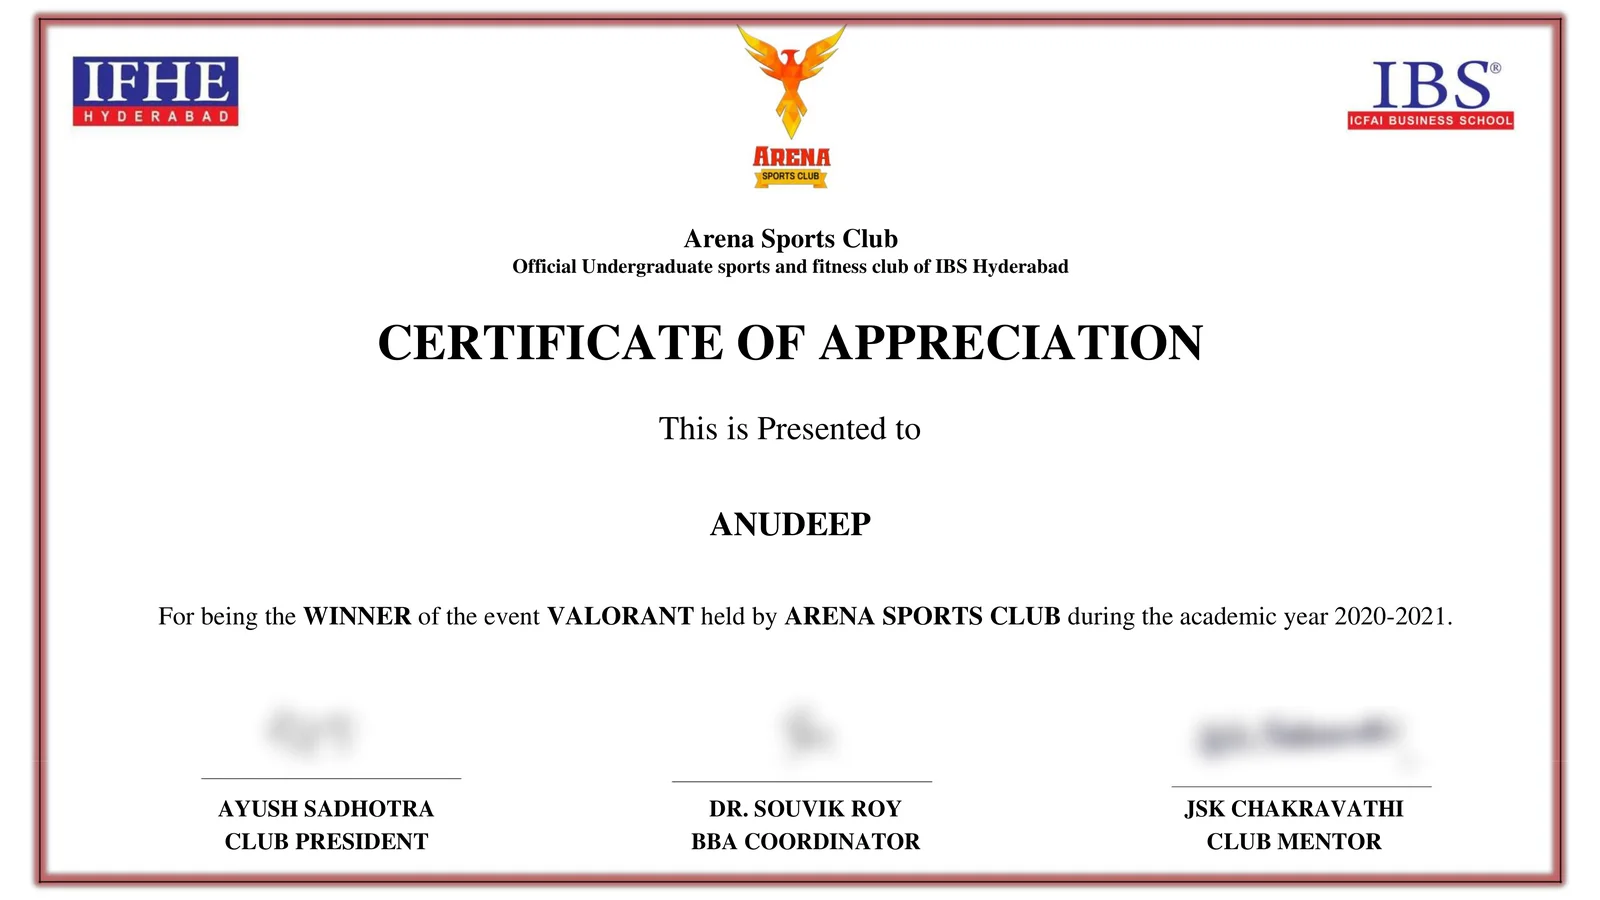 IFHE
HYDERABAD
IBS®
ICFAI BUSINESS SCHOOL
ARENA
SPORTS CLUB
Arena Sports Club
Official Undergraduate sports and fitness club of IBS Hyderabad
CERTIFICATE OF APPRECIATION
This is Presented to
ANUDEEP
For being the WINNER of the event VALORANT held by ARENA SPORTS CLUB during the academic year 2020-2021.
AYUSH SADHOTRA
CLUB PRESIDENT
DR. SOUVIK ROY
BBA COORDINATOR
JSK CHAKRAVATHI
CLUB MENTOR